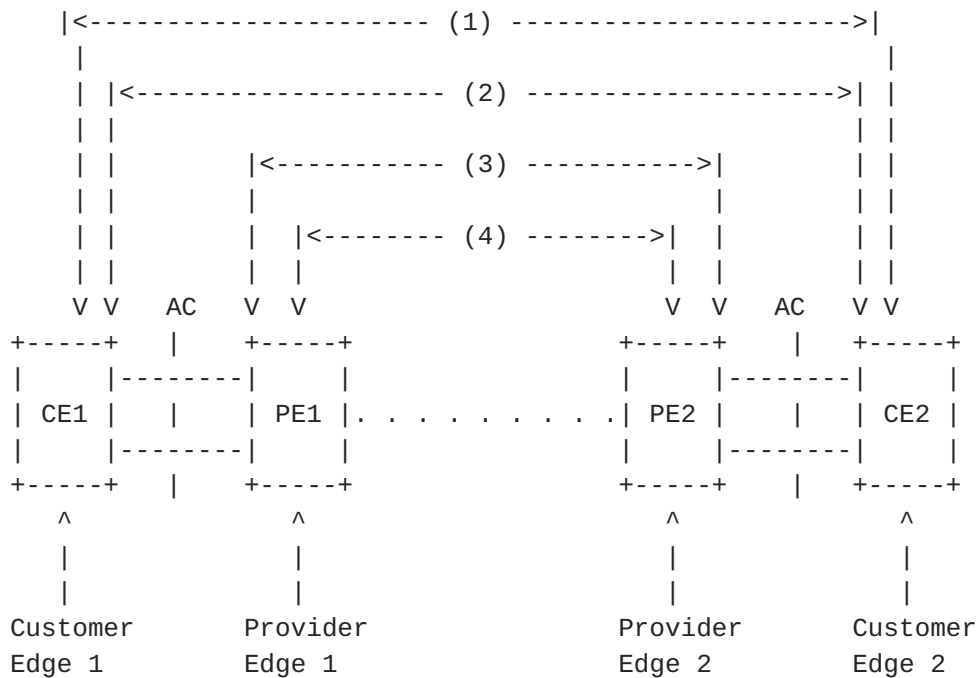 |<---------------------- (1) ---------------------->|
|                                                    |
| |<-------------------- (2) -------------------->| |
| |                                                | |
| |        |<----------- (3) ----------->|        | |
| |        |                             |        | |
| |        |  |<-------- (4) -------->|  |        | |
| |        |  |                       |  |        | |
V V   AC   V  V                       V  V   AC   V V
+-----+   |    +-----+                 +-----+    |   +-----+
|     |--------|     |                 |     |--------|     |
| CE1 |   |    | PE1 |. . . . . . . . .| PE2 |    |   | CE2 |
|     |--------|     |                 |     |--------|     |
+-----+   |    +-----+                 +-----+    |   +-----+
^              ^                       ^              ^
|              |                       |              |
|              |                       |              |
Customer       Provider                Provider       Customer
Edge 1         Edge 1                  Edge 2         Edge 2